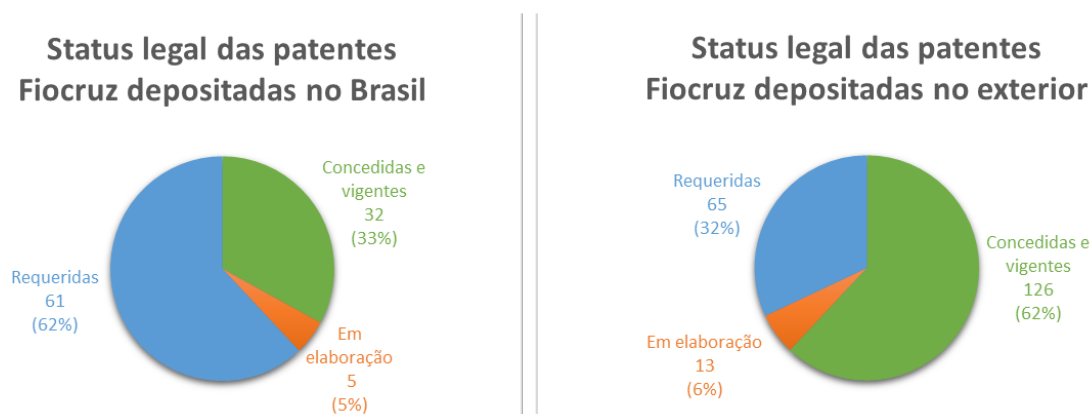 Status legal das patentes
Fiocruz depositadas no Brasil
Concedidas e
vigentes
32
(33%)
Requeridas
61
(62%)
Em
elaboração
5
(5%)
Status legal das patentes
Fiocruz depositadas no exterior
Requeridas
65
(32%)
Concedidas e
vigentes
126
(62%)
Em elaboração
13
(6%)